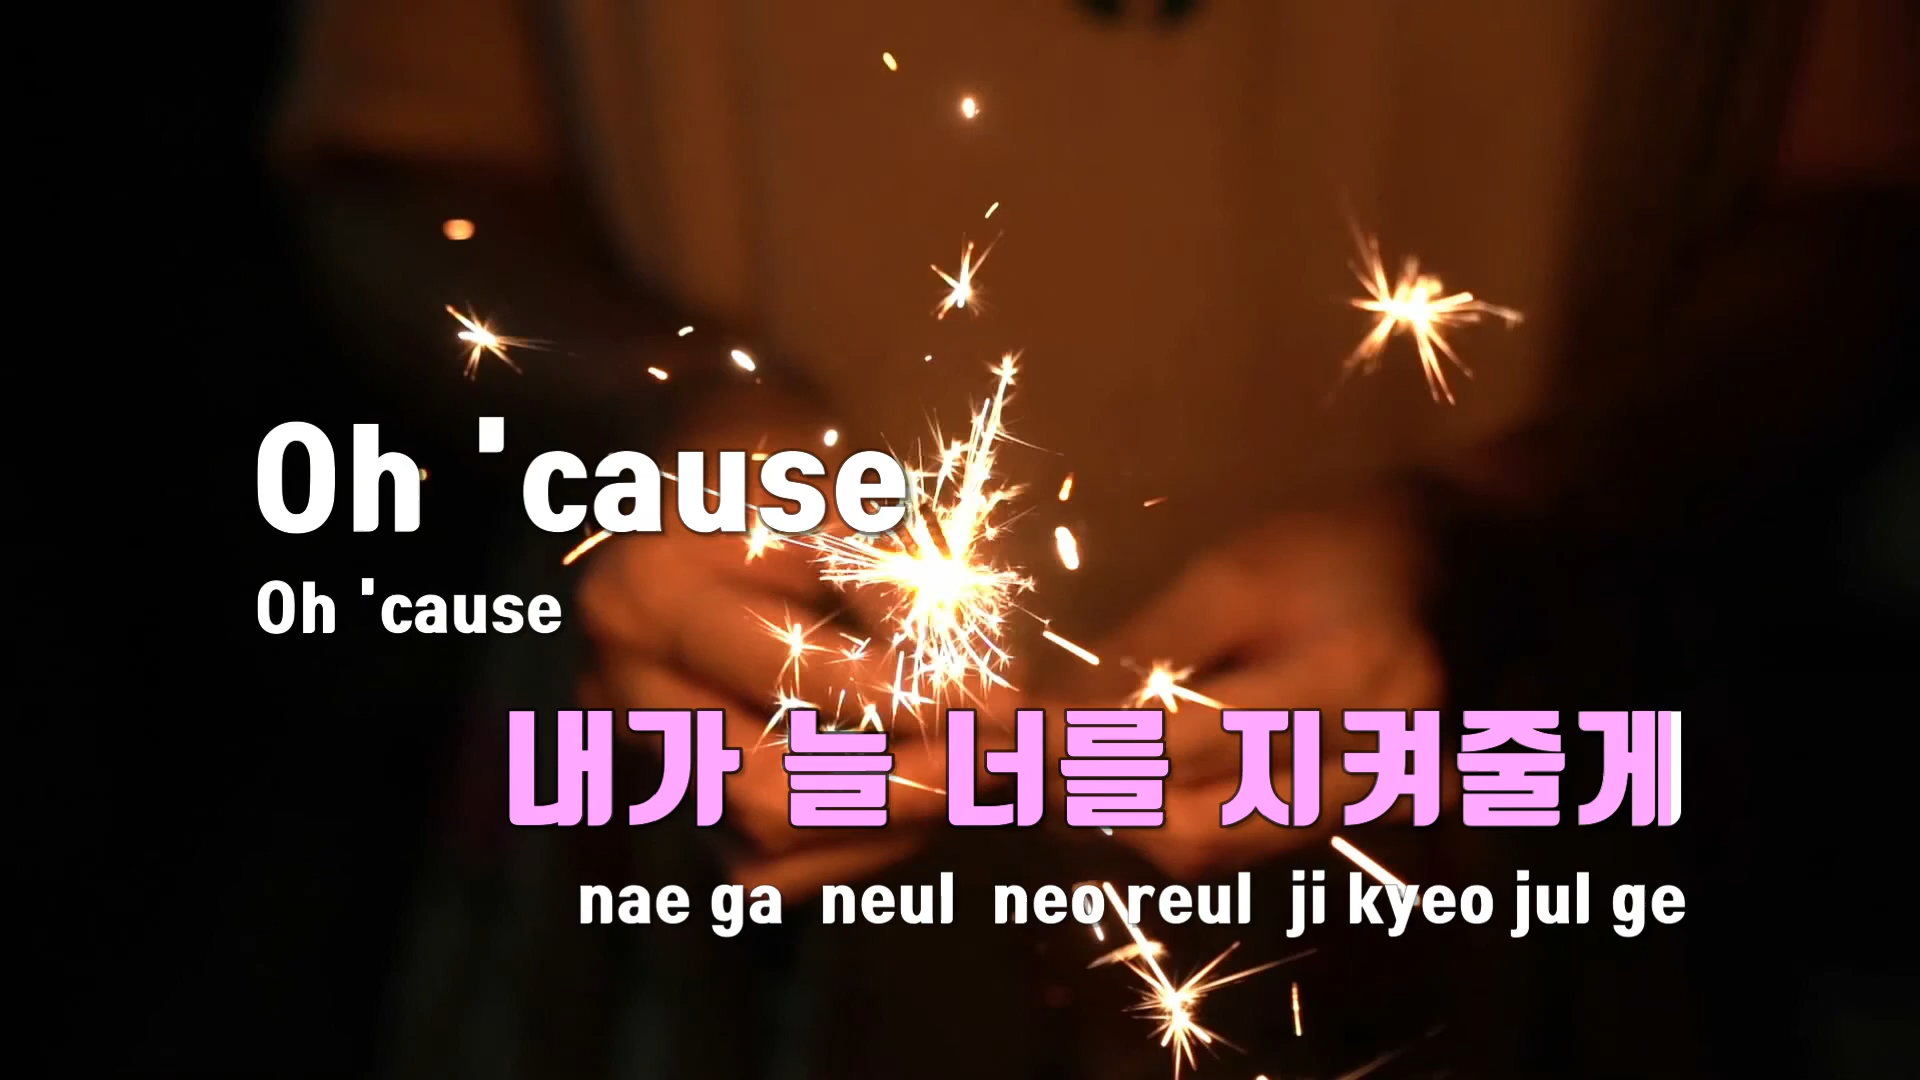 Oh 'cause
Oh 'cause
내가 늘 너를 지켜줄게
nae ga neul neo reul ji kyeo jul ge